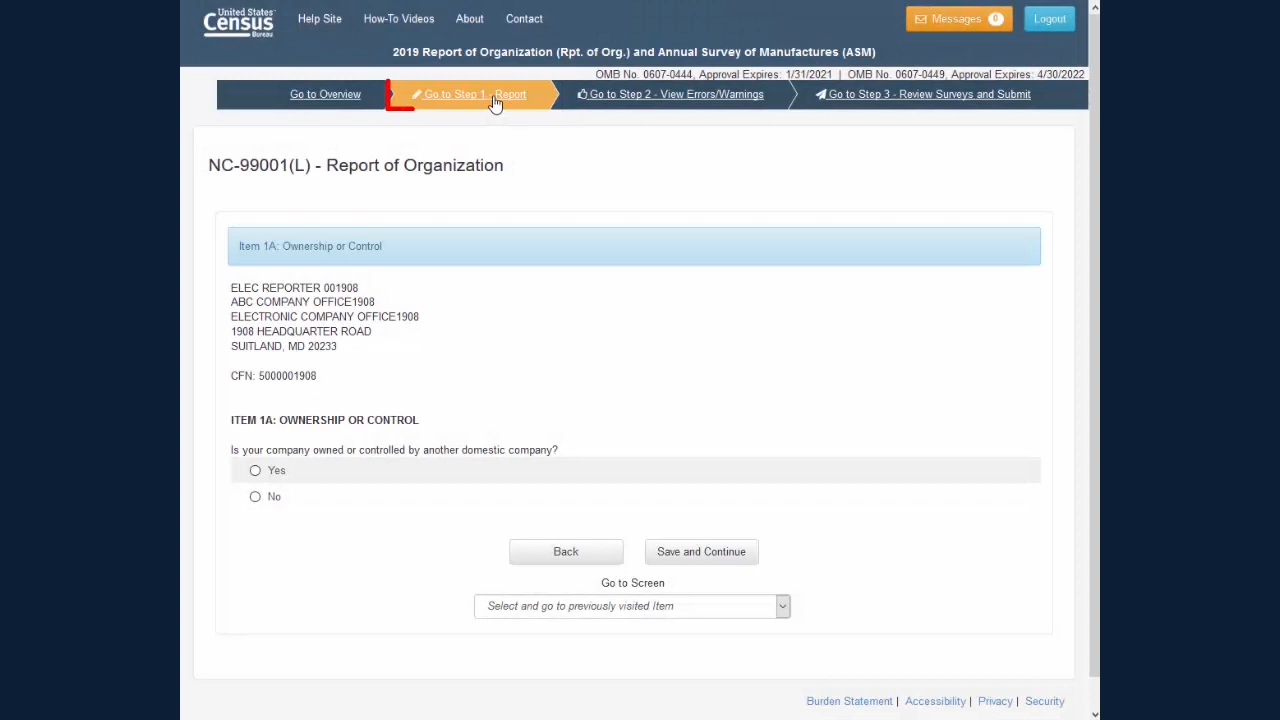 United States
Census
Bureau
Help Site
How-To Videos
About
Contact
Messages 0
Logout
2019 Report of Organization (Rpt. of Org.) and Annual Survey of Manufactures (ASM)
OMB No. 0607-0444, Approval Expires: 1/31/2021 | OMB No. 0607-0449, Approval Expires: 4/30/2022
Go to Overview
Go to Step 1 - Report
Go to Step 2 - View Errors/Warnings
Go to Step 3 - Review Surveys and Submit
NC-99001(L) - Report of Organization
Item 1A: Ownership or Control
ELEC REPORTER 001908
ABC COMPANY OFFICE1908
ELECTRONIC COMPANY OFFICE1908
1908 HEADQUARTER ROAD
SUITLAND, MD 20233
CFN: 5000001908
ITEM 1A: OWNERSHIP OR CONTROL
Is your company owned or controlled by another domestic company?
Yes
No
Back
Save and Continue
Go to Screen
Select and go to previously visited Item
Burden Statement | Accessibility | Privacy | Security